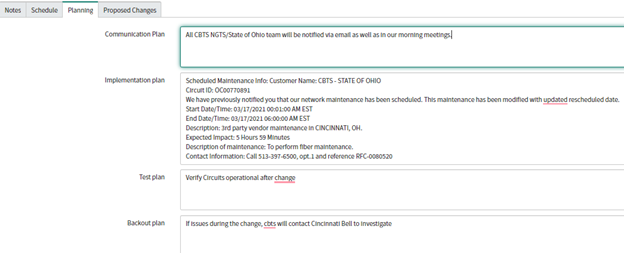 Notes Schedule Planning Proposed Changes
Communication Plan
All CBTS NGTS/State of Ohio team will be notified via email as well as in our morning meetings.
Implementation plan
Scheduled Maintenance Info: Customer Name: CBTS - STATE OF OHIO
Circuit ID: OC00770891
We have previously notified you that our network maintenance has been scheduled. This maintenance has been modified with updated rescheduled date.
Start Date/Time: 03/17/2021 00:01:00 AM EST
End Date/Time: 03/17/2021 06:00:00 AM EST
Description: 3rd party vendor maintenance in CINCINNATI, OH.
Expected Impact: 5 Hours 59 Minutes
Description of maintenance: To perform fiber maintenance.
Contact Information: Call 513-397-6500, opt.1 and reference RFC-0080520
Test plan
Verify Circuits operational after change
Backout plan
If issues during the change, cbts will contact Cincinnati Bell to investigate